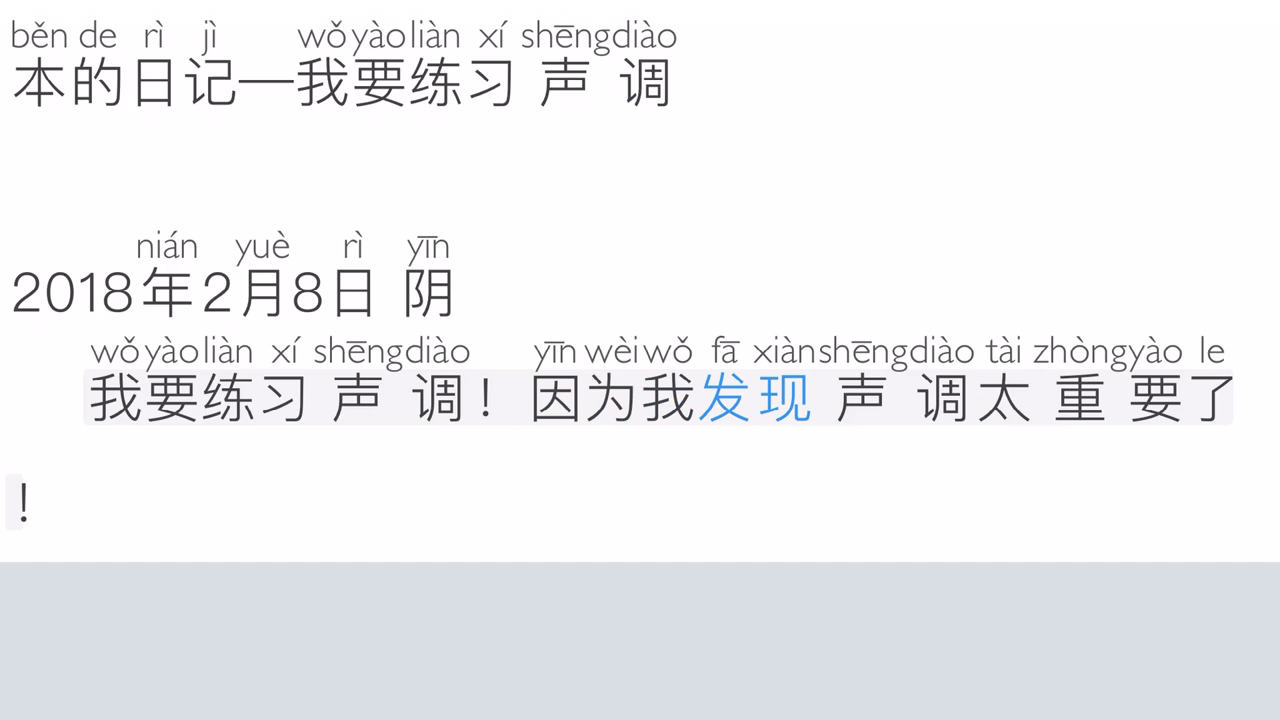 běn de rì jì wǒ yào liàn xí shēng diào
本的日记—我要练习声调
nián yuè rì yīn
2018年2月8日 阴
wǒ yào liàn xí shēng diào yīn wèi wǒ fā xiàn shēng diào tài zhòng yào le
我要练习声调！因为我发现声调太重要了
！